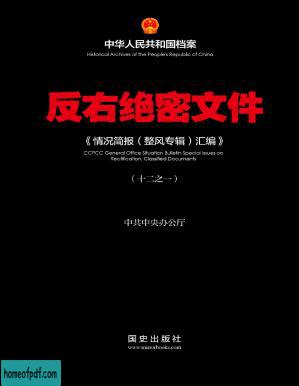 中华人民共和国档案
Historical Archives of the People's Republic of China
反右绝密文件
《情况简报（整风专辑）汇编》
CCPCC General Office Situation Bulletin Special Issues on
Rectification, Classified Documents
（十二之一）
中共中央办公厅
国史出版社
www.mirrorbooks.com
homeofpdf.com